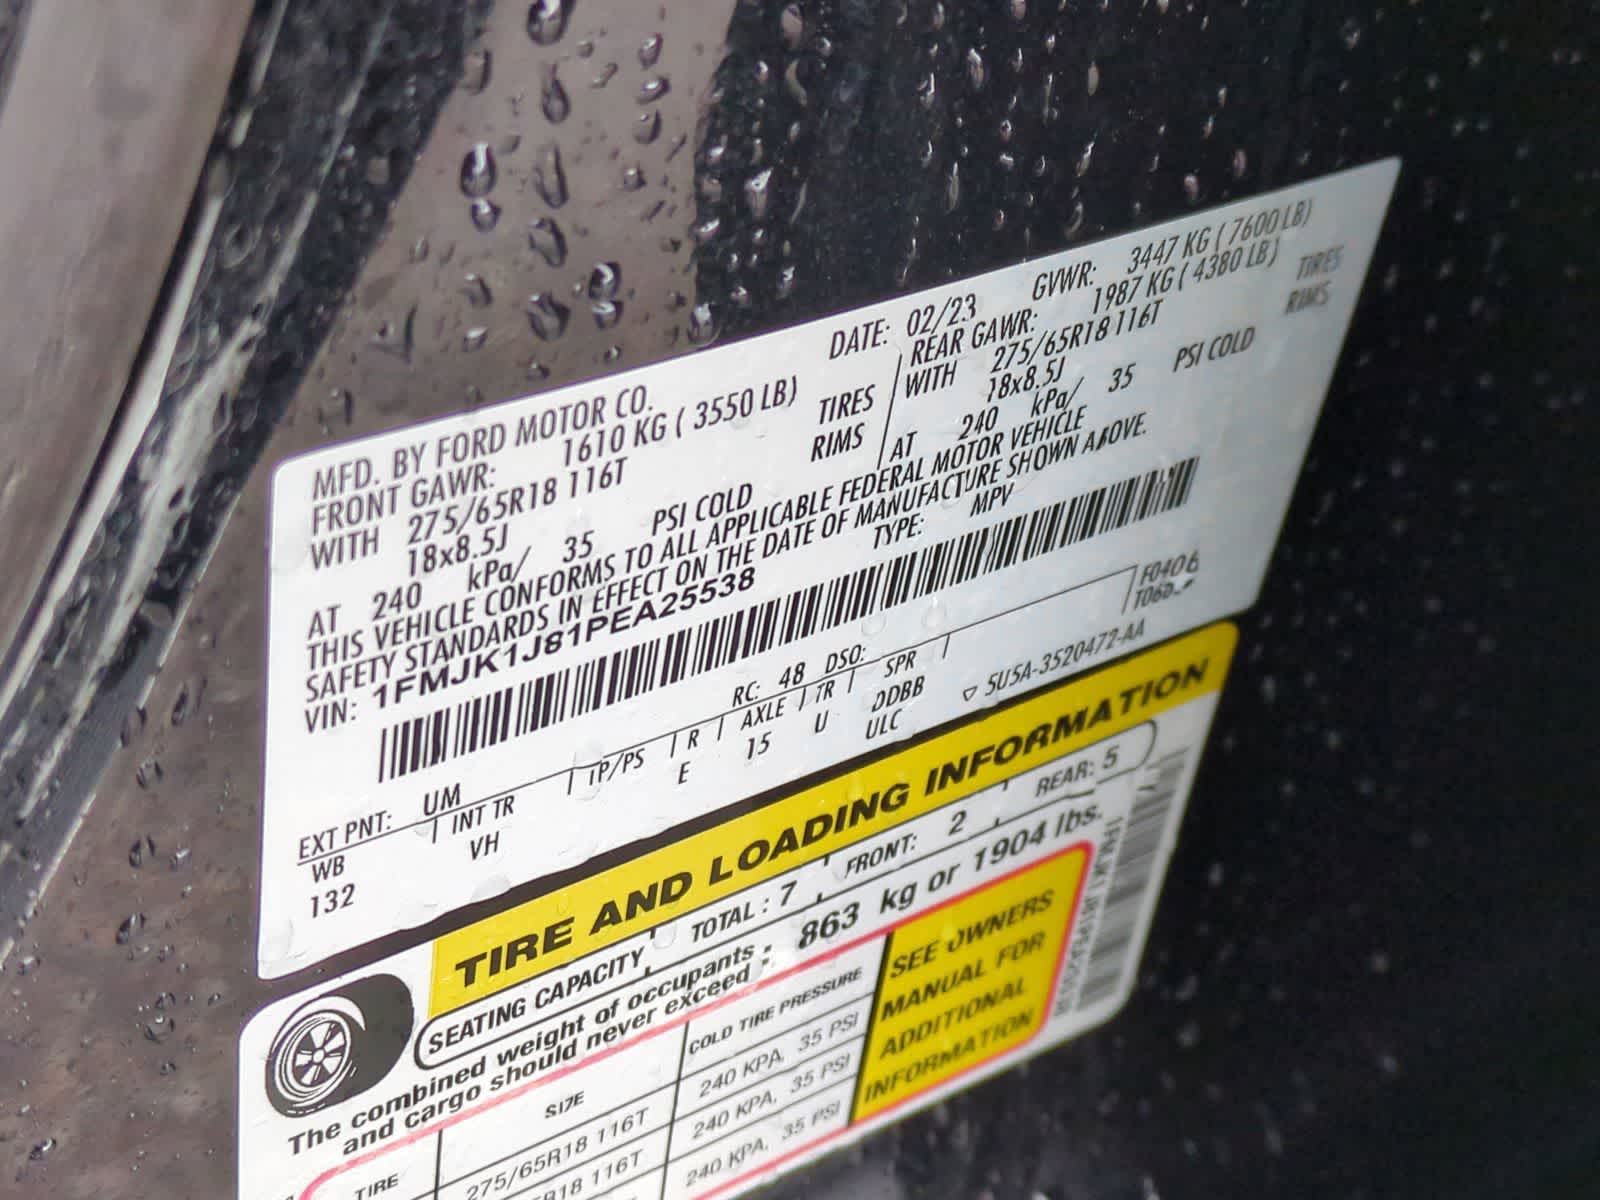 MFD. BY FORD MOTOR CO.
DATE: 02/23 GVWR: 3447 KG ( 7600 LB)
FRONT GAWR: 1610 KG ( 3550 LB) REAR GAWR: 1987 KG ( 4380 LB)
WITH 275/65R18 116T TIRES WITH 275/65R18 116T TIRES
18x8.5J RIMS 18x8.5J RIMS
AT 240 kPa/ 35 PSI COLD AT 240 kPa/ 35 PSI COLD
THIS VEHICLE CONFORMS TO ALL APPLICABLE FEDERAL MOTOR VEHICLE
SAFETY STANDARDS IN EFFECT ON THE DATE OF MANUFACTURE SHOWN ABOVE.
VIN: 1FMJK1J81PEA25538 TYPE: MPV
F0406
EXT PNT: UM RC: 48 DSO:
WB INT TR TP/PS R AXLE TR SPR
132 VH E 15 U DDBB
ULC 5U5A-3520472-AA
TIRE AND LOADING INFORMATION
SEATING CAPACITY TOTAL : 7 FRONT: 2 REAR: 5
The combined weight of occupants : 863 kg or 1904 lbs.
and cargo should never exceed :
TIRE SIZE COLD TIRE PRESSURE
275/65R18 116T 240 KPA, 35 PSI
R18 116T 240 KPA, 35 PSI
240 KPA, 35 PSI
SEE OWNERS
MANUAL FOR
ADDITIONAL
INFORMATION
1FMJK1J81PEA25538